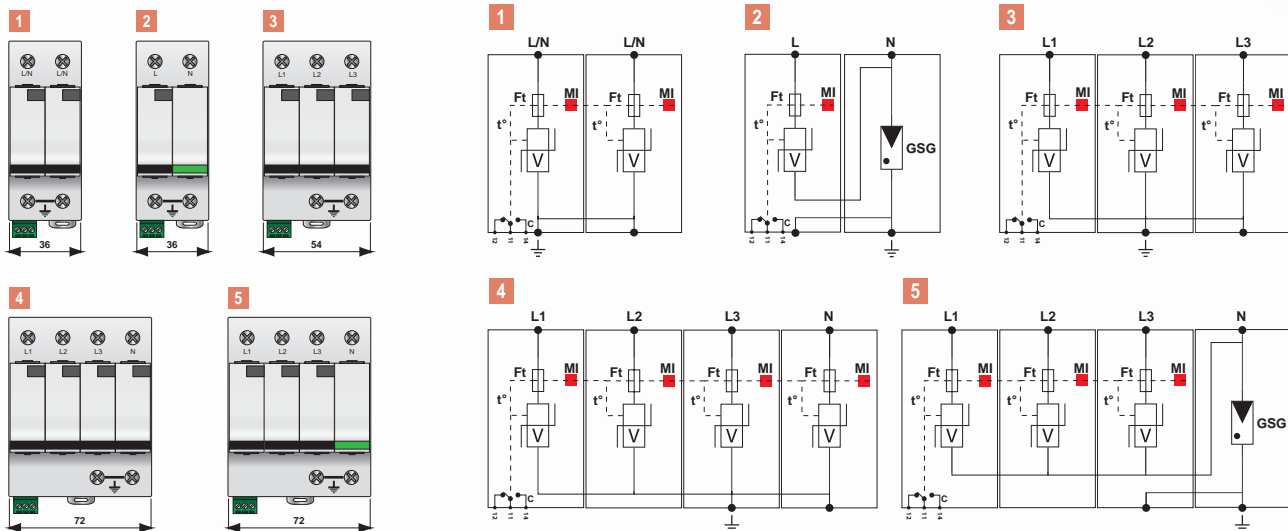 1
2
3
L/N L/N
L N
L1 L2 L3
36
36
54
4
5
L1 L2 L3 N
L1 L2 L3 N
72
72
1
2
3
L/N L/N
L N
L1 L2 L3
Ft MI Ft MI
Ft MI
Ft MI Ft MI Ft MI
t° t°
t°
t° t° t°
V V
V GSG
V V V
C
12 11 14
C
12 11 14
C
12 11 14
4
5
L1 L2 L3 N
L1 L2 L3 N
Ft MI Ft MI Ft MI Ft MI
Ft MI Ft MI Ft MI
t° t° t° t°
t° t° t°
V V V V
V V V GSG
C
12 11 14
C
12 11 14